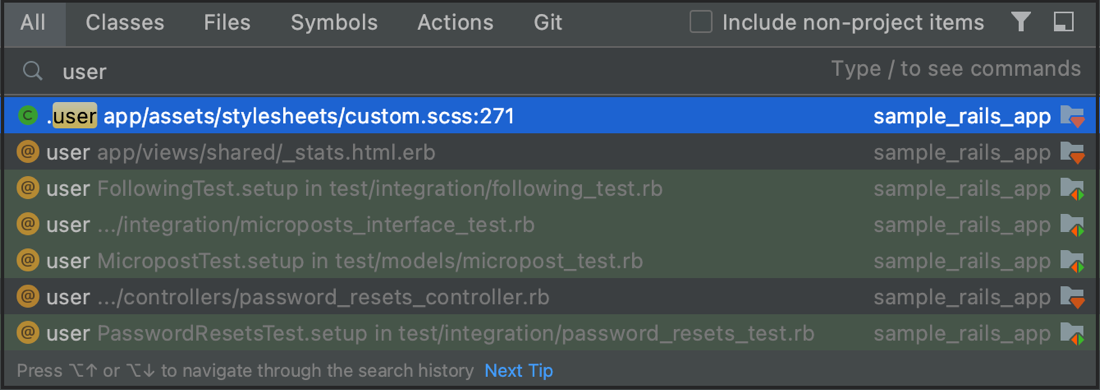 All Classes Files Symbols Actions Git Include non-project items
user Type / to see commands
C .user app/assets/stylesheets/custom.scss:271 sample_rails_app
@ user app/views/shared/_stats.html.erb sample_rails_app
@ user FollowingTest.setup in test/integration/following_test.rb sample_rails_app
@ user .../integration/microposts_interface_test.rb sample_rails_app
@ user MicropostTest.setup in test/models/micropost_test.rb sample_rails_app
@ user .../controllers/password_resets_controller.rb sample_rails_app
@ user PasswordResetsTest.setup in test/integration/password_resets_test.rb sample_rails_app
Press ⌥↑ or ⌥↓ to navigate through the search history Next Tip